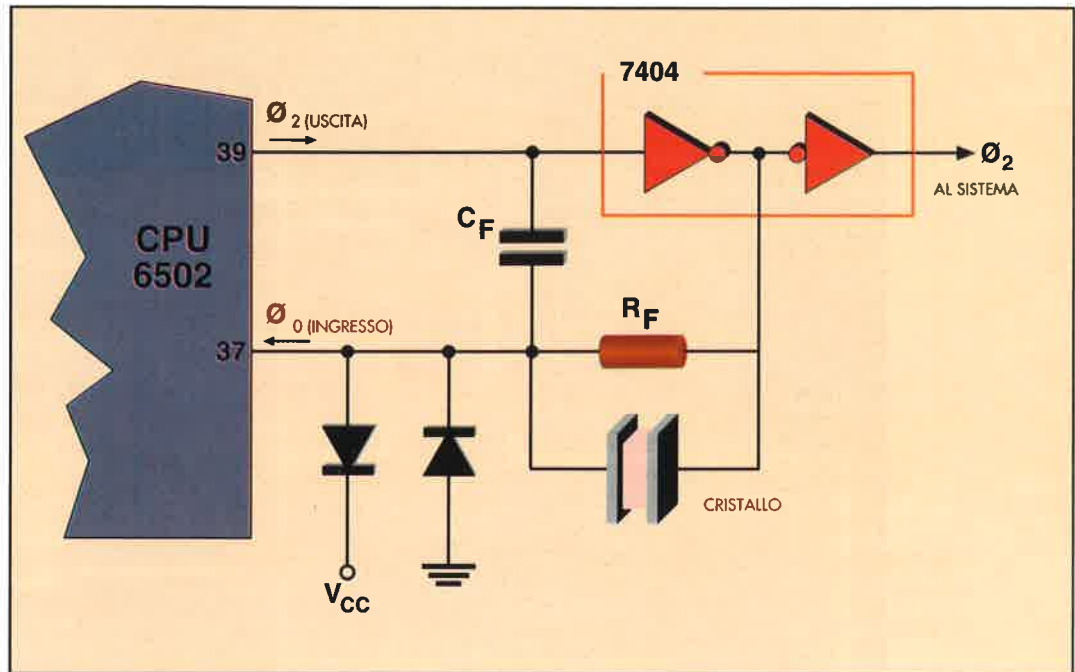 7404
Ø2 (USCITA)
39
Ø2
AL SISTEMA
CF
CPU
6502
Ø0 (INGRESSO)
RF
37
CRISTALLO
VCC